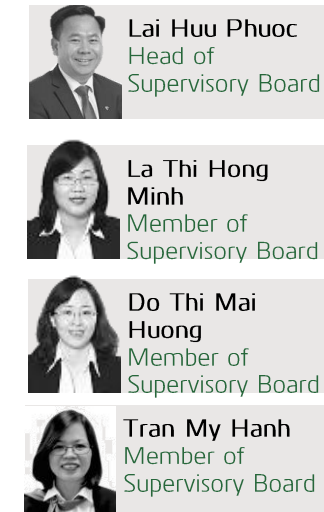 Lai Huu Phuoc
Head of
Supervisory Board
La Thi Hong
Minh
Member of
Supervisory Board
Do Thi Mai
Huong
Member of
Supervisory Board
Tran My Hanh
Member of
Supervisory Board